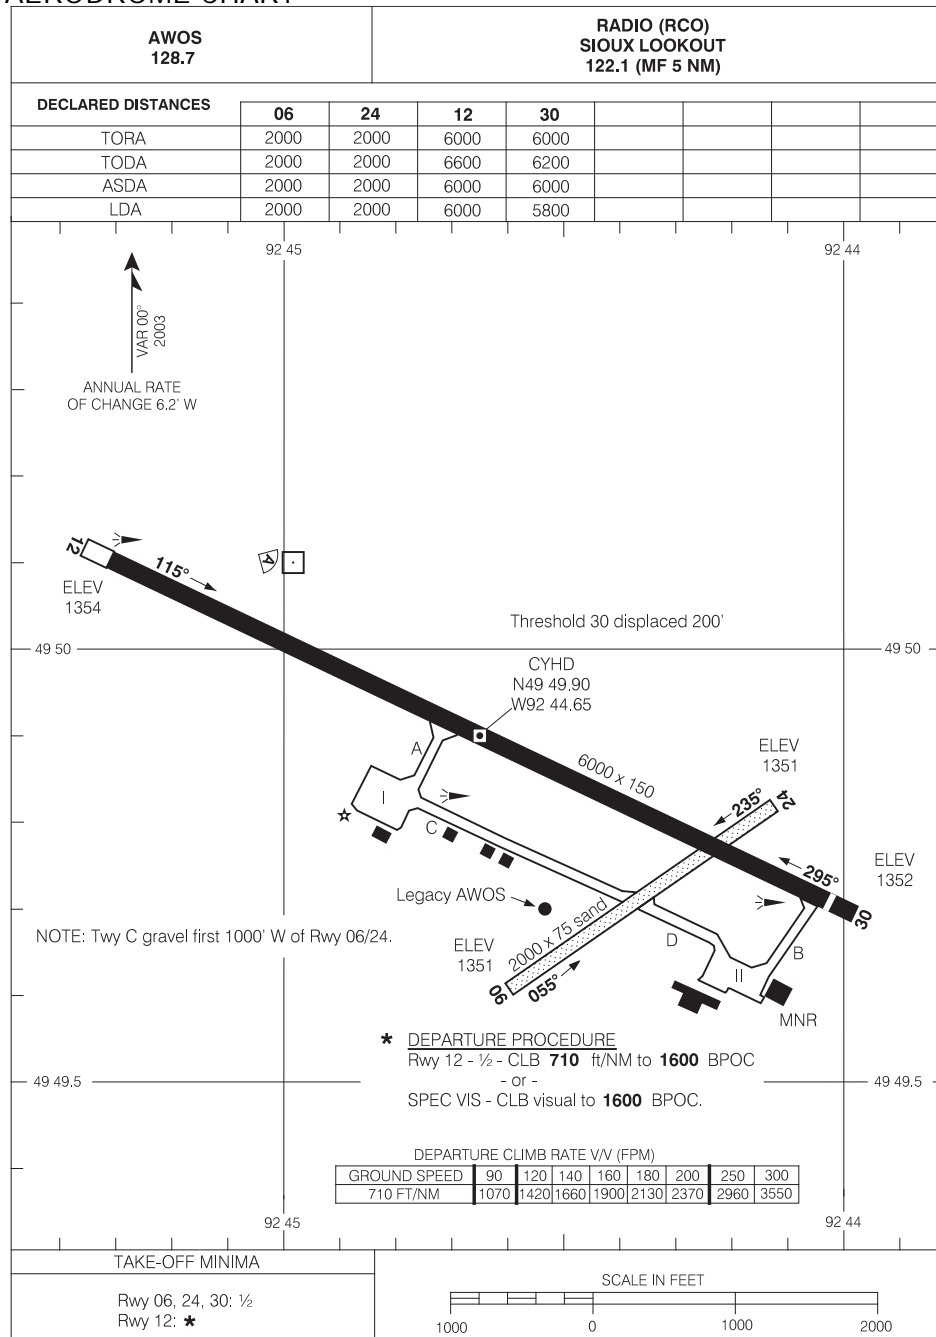 AERODROME CHART
AWOS
128.7
RADIO (RCO)
SIOUX LOOKOUT
122.1 (MF 5 NM)
DECLARED DISTANCES 06 24 12 30
TORA 2000 2000 6000 6000
TODA 2000 2000 6600 6200
ASDA 2000 2000 6000 6000
LDA 2000 2000 6000 5800
92 45 92 44
VAR 00°
2003
ANNUAL RATE
OF CHANGE 6.2' W
12
115°
A
ELEV
1354
Threshold 30 displaced 200'
49 50 49 50
CYHD
N49 49.90
W92 44.65
A
6000 x 150
ELEV
1351
235°
24
I
C
295°
ELEV
1352
30
Legacy AWOS
NOTE: Twy C gravel first 1000' W of Rwy 06/24.
2000 x 75 sand
D
B
ELEV
1351
06
055°
II
MNR
* DEPARTURE PROCEDURE
Rwy 12 - ½ - CLB 710 ft/NM to 1600 BPOC
- or -
SPEC VIS - CLB visual to 1600 BPOC.
49 49.5 49 49.5
DEPARTURE CLIMB RATE V/V (FPM)
GROUND SPEED 90 120 140 160 180 200 250 300
710 FT/NM 1070 1420 1660 1900 2130 2370 2960 3550
92 45 92 44
TAKE-OFF MINIMA
Rwy 06, 24, 30: ½
Rwy 12: *
SCALE IN FEET
1000 0 1000 2000